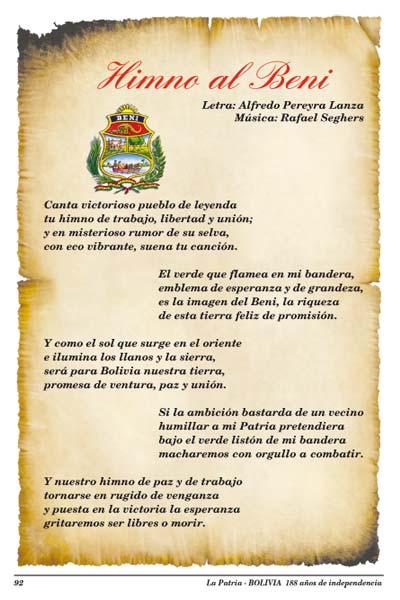 Himno al Beni
Letra: Alfredo Pereyra Lanza
Música: Rafael Seghers
BENI
Canta victorioso pueblo de leyenda
tu himno de trabajo, libertad y unión;
y en misterioso rumor de su selva,
con eco vibrante, suena tu canción.
El verde que flamea en mi bandera,
emblema de esperanza y de grandeza,
es la imagen del Beni, la riqueza
de esta tierra feliz de promisión.
Y como el sol que surge en el oriente
e ilumina los llanos y la sierra,
será para Bolivia nuestra tierra,
promesa de ventura, paz y unión.
Si la ambición bastarda de un vecino
humillar a mi Patria pretendiera
bajo el verde listón de mi bandera
macharemos con orgullo a combatir.
Y nuestro himno de paz y de trabajo
tornarse en rugido de venganza
y puesta en la victoria la esperanza
gritaremos ser libres o morir.
92
La Patria - BOLIVIA 188 años de independencia